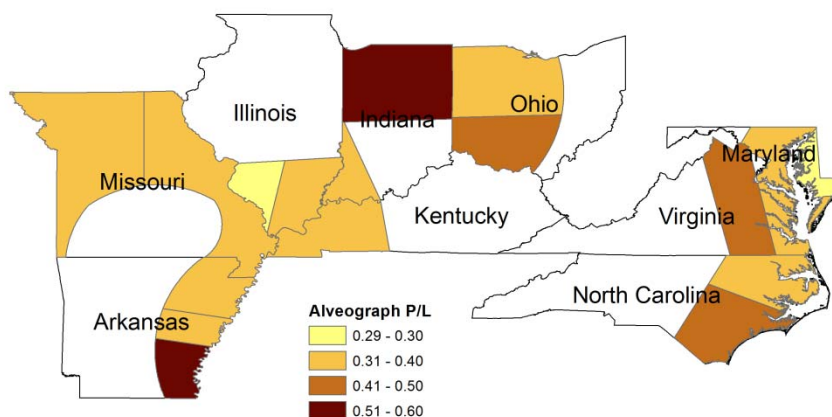 Illinois
Indiana
Ohio
Maryland
Missouri
Kentucky
Virginia
Arkansas
North Carolina
Alveograph P/L
0.29 - 0.30
0.31 - 0.40
0.41 - 0.50
0.51 - 0.60